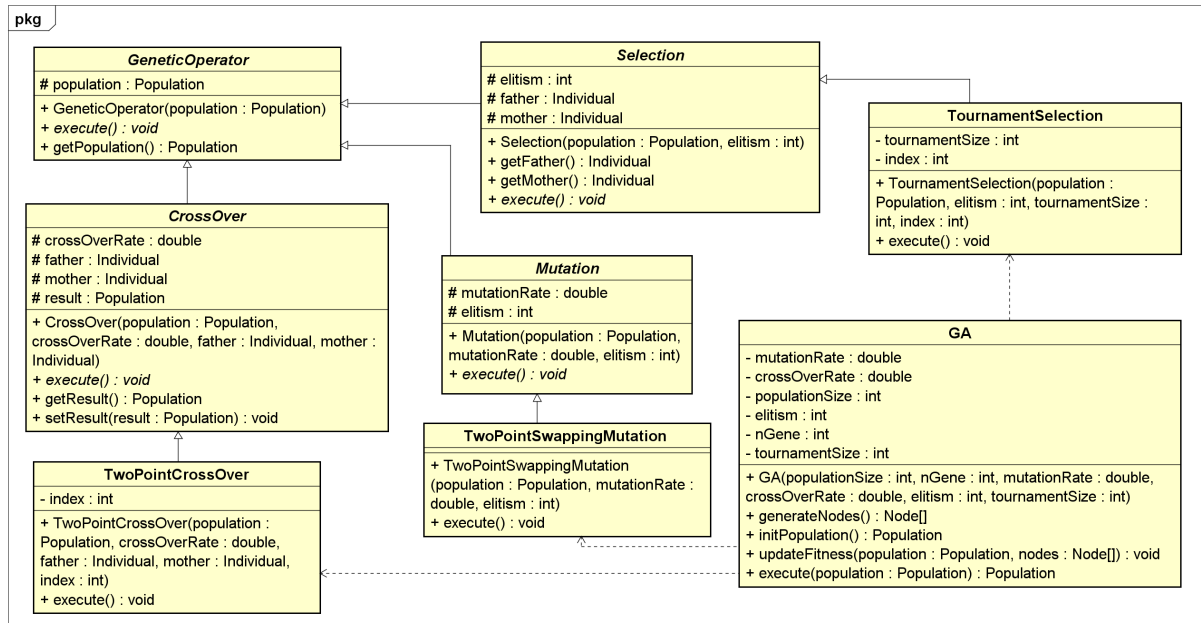 pkg
GeneticOperator
# population : Population
+ GeneticOperator(population : Population)
+ execute() : void
+ getPopulation() : Population
Selection
# elitism : int
# father : Individual
# mother : Individual
+ Selection(population : Population, elitism : int)
+ getFather() : Individual
+ getMother() : Individual
+ execute() : void
TournamentSelection
- tournamentSize : int
- index : int
+ TournamentSelection(population :
Population, elitism : int, tournamentSize :
int, index : int)
+ execute() : void
CrossOver
# crossOverRate : double
# father : Individual
# mother : Individual
# result : Population
+ CrossOver(population : Population,
crossOverRate : double, father : Individual, mother :
Individual)
+ execute() : void
+ getResult() : Population
+ setResult(result : Population) : void
Mutation
# mutationRate : double
# elitism : int
+ Mutation(population : Population,
mutationRate : double, elitism : int)
+ execute() : void
GA
- mutationRate : double
- crossOverRate : double
- populationSize : int
- elitism : int
- nGene : int
- tournamentSize : int
+ GA(populationSize : int, nGene : int, mutationRate : double,
crossOverRate : double, elitism : int, tournamentSize : int)
+ generateNodes() : Node[]
+ initPopulation() : Population
+ updateFitness(population : Population, nodes : Node[]) : void
+ execute(population : Population) : Population
TwoPointSwappingMutation
+ TwoPointSwappingMutation
(population : Population, mutationRate :
double, elitism : int)
+ execute() : void
TwoPointCrossOver
- index : int
+ TwoPointCrossOver(population :
Population, crossOverRate : double,
father : Individual, mother : Individual,
index : int)
+ execute() : void